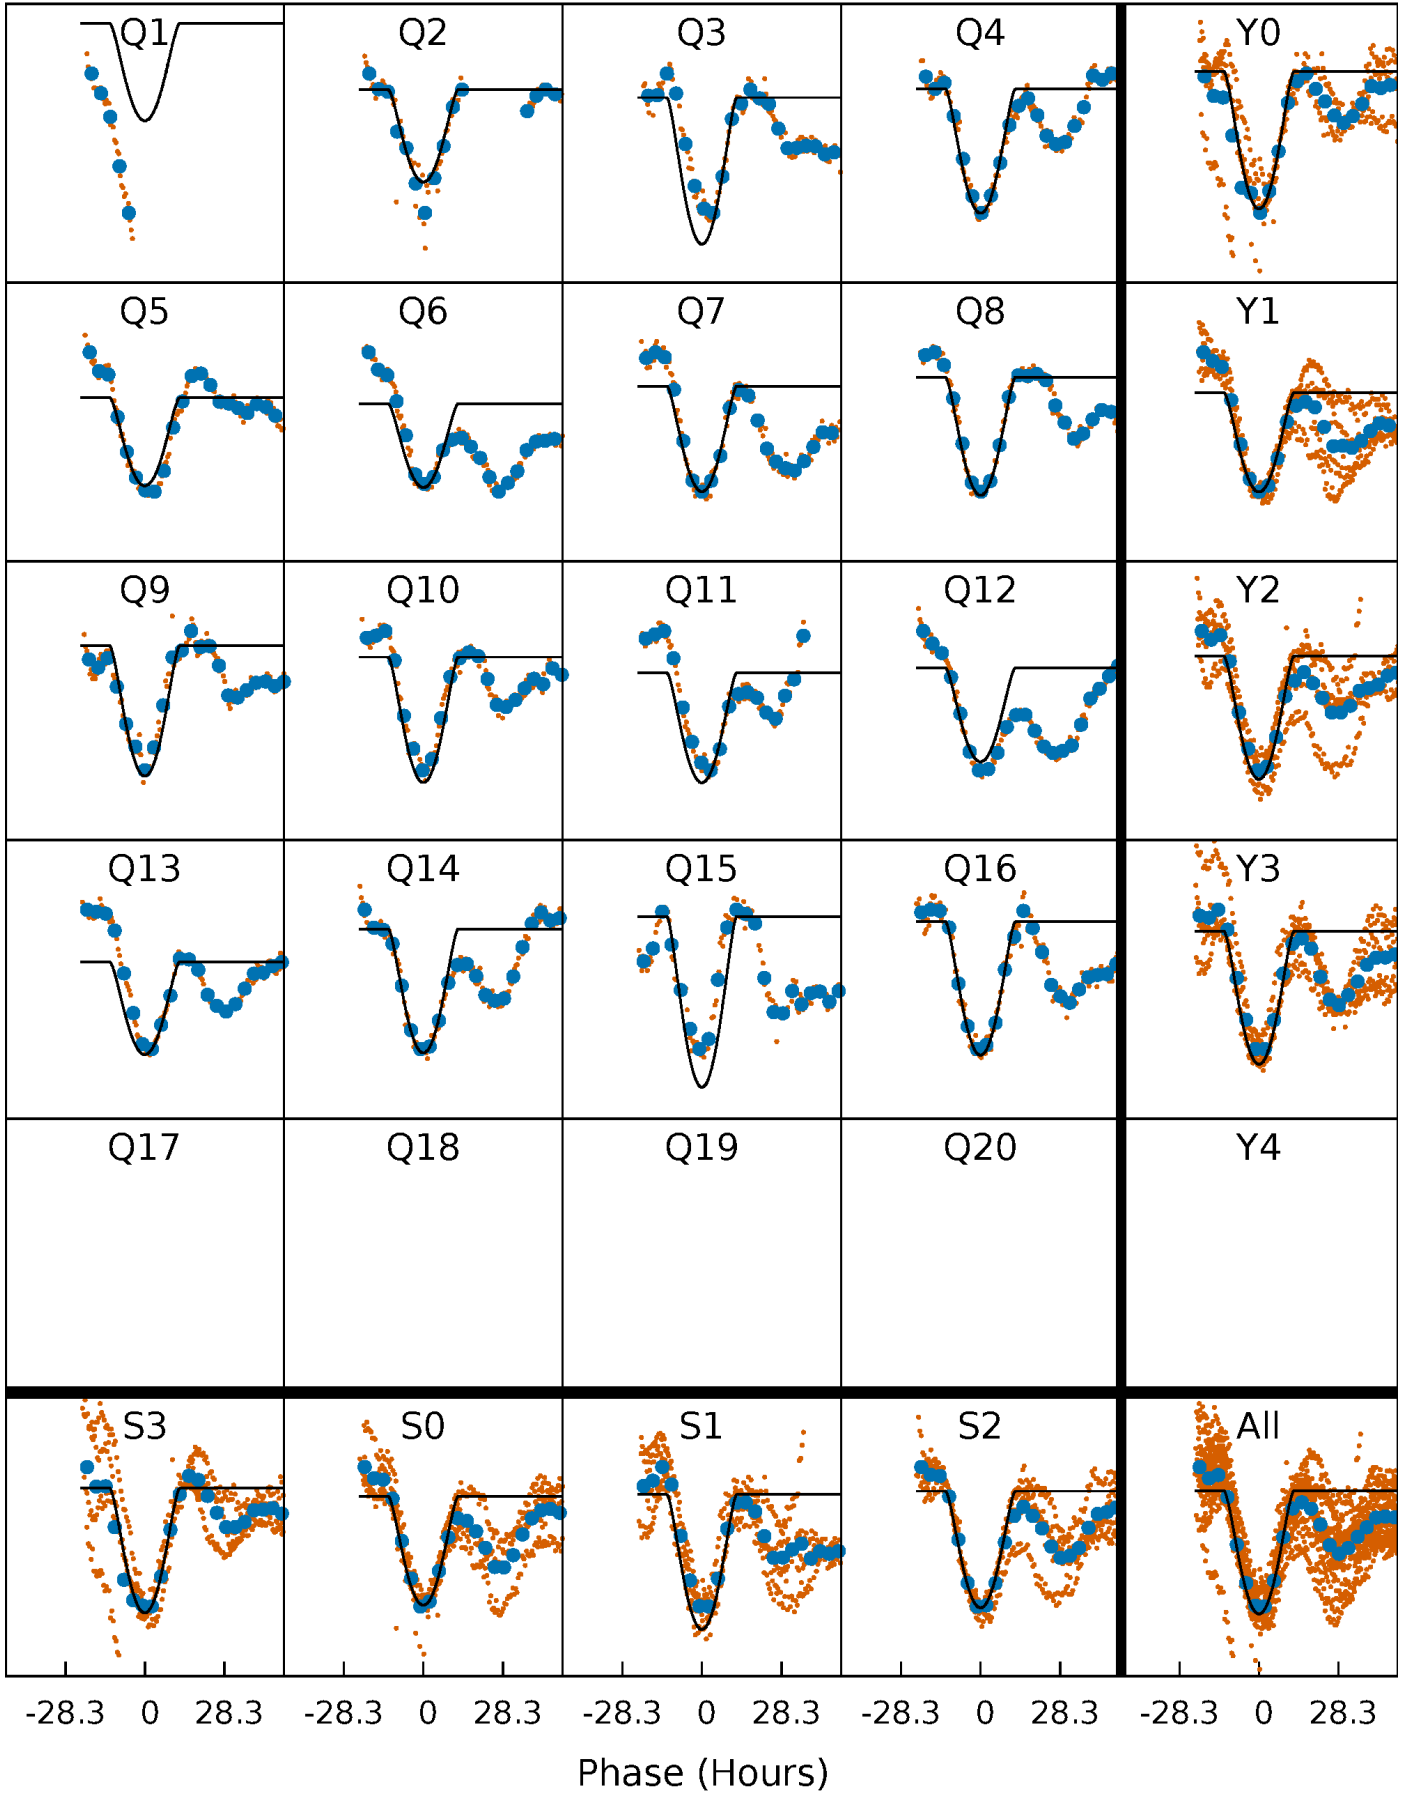 Q1 Q2 Q3 Q4 Y0
Q5 Q6 Q7 Q8 Y1
Q9 Q10 Q11 Q12 Y2
Q13 Q14 Q15 Q16 Y3
Q17 Q18 Q19 Q20 Y4
S3 S0 S1 S2 All
-28.3 0 28.3 -28.3 0 28.3 -28.3 0 28.3 -28.3 0 28.3 -28.3 0 28.3
Phase (Hours)